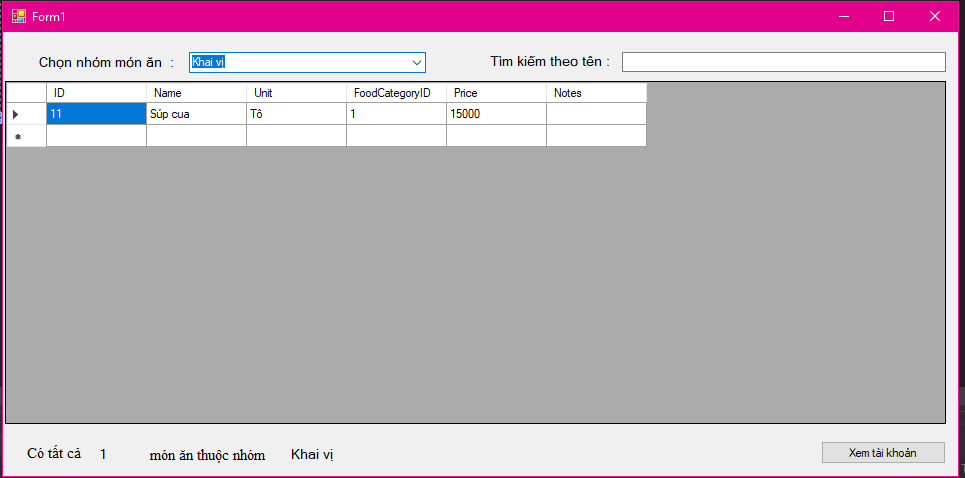 Form1
Chọn nhóm món ăn : Khai vị Tìm kiếm theo tên :
ID Name Unit FoodCategoryID Price Notes
11 Súp cua Tô 1 15000
Có tất cả 1 món ăn thuộc nhóm Khai vị Xem tài khoản